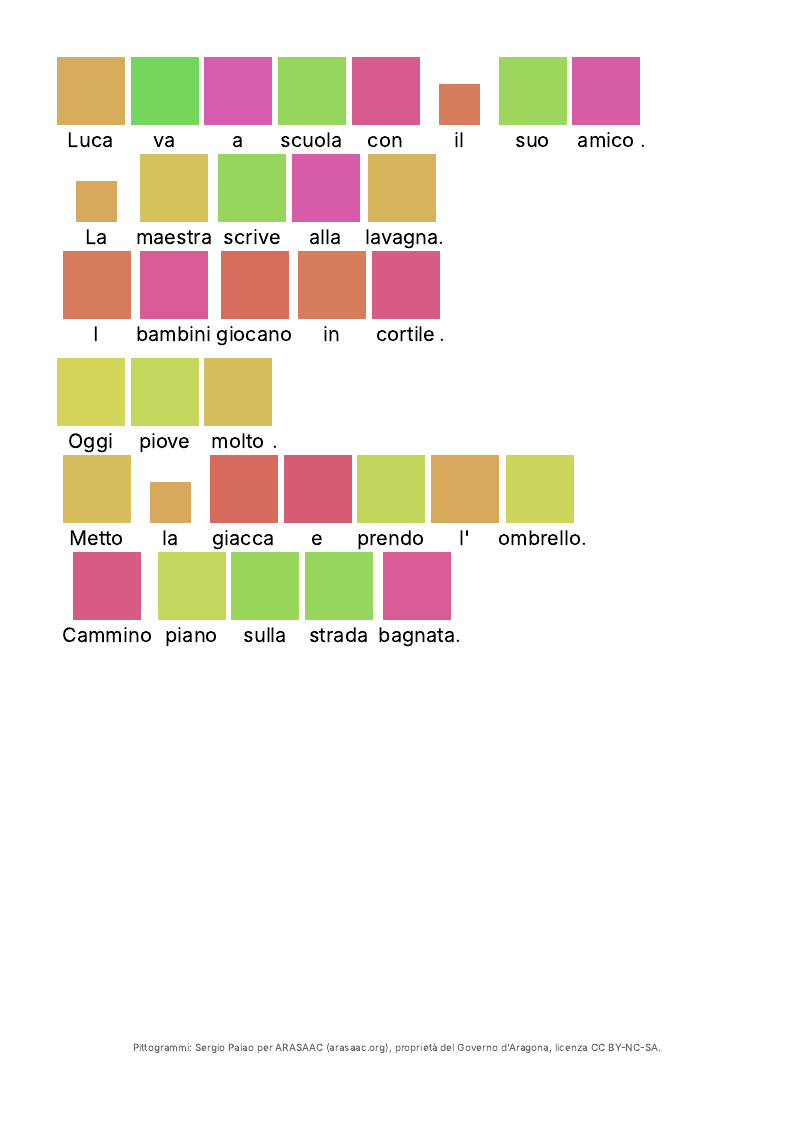 Luca va a scuola con il suo amico .
La maestra scrive alla lavagna.
I bambini giocano in cortile .
Oggi piove molto .
Metto la giacca e prendo l' ombrello.
Cammino piano sulla strada bagnata.
Pittogrammi: Sergio Palao per ARASAAC (arasaac.org), proprietà del Governo d'Aragona, licenza CC BY-NC-SA.